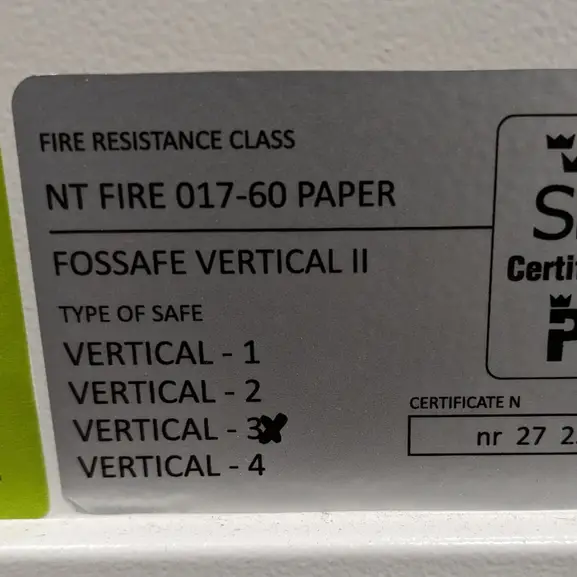 FIRE RESISTANCE CLASS
NT FIRE 017-60 PAPER
FOSSAFE VERTICAL II
TYPE OF SAFE
VERTICAL - 1
VERTICAL - 2
VERTICAL - 3
VERTICAL - 4
CERTIFICATE N
nr 27 2